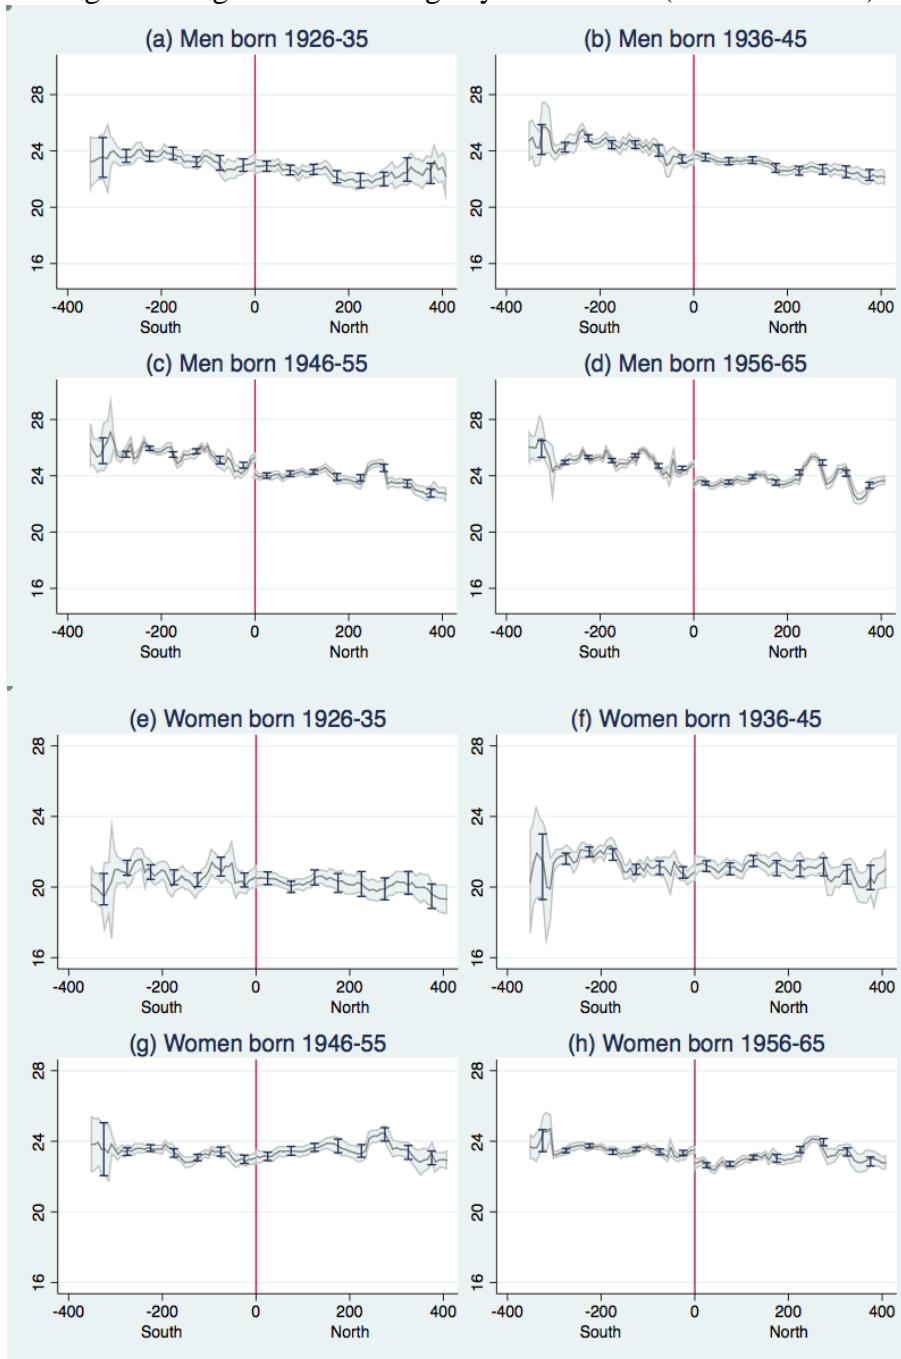 (a) Men born 1926-35
28
24
20
16
-400 -200 0 200 400
South North
(b) Men born 1936-45
28
24
20
16
-400 -200 0 200 400
South North
(c) Men born 1946-55
28
24
20
16
-400 -200 0 200 400
South North
(d) Men born 1956-65
28
24
20
16
-400 -200 0 200 400
South North
(e) Women born 1926-35
28
24
20
16
-400 -200 0 200 400
South North
(f) Women born 1936-45
28
24
20
16
-400 -200 0 200 400
South North
(g) Women born 1946-55
28
24
20
16
-400 -200 0 200 400
South North
(h) Women born 1956-65
28
24
20
16
-400 -200 0 200 400
South North